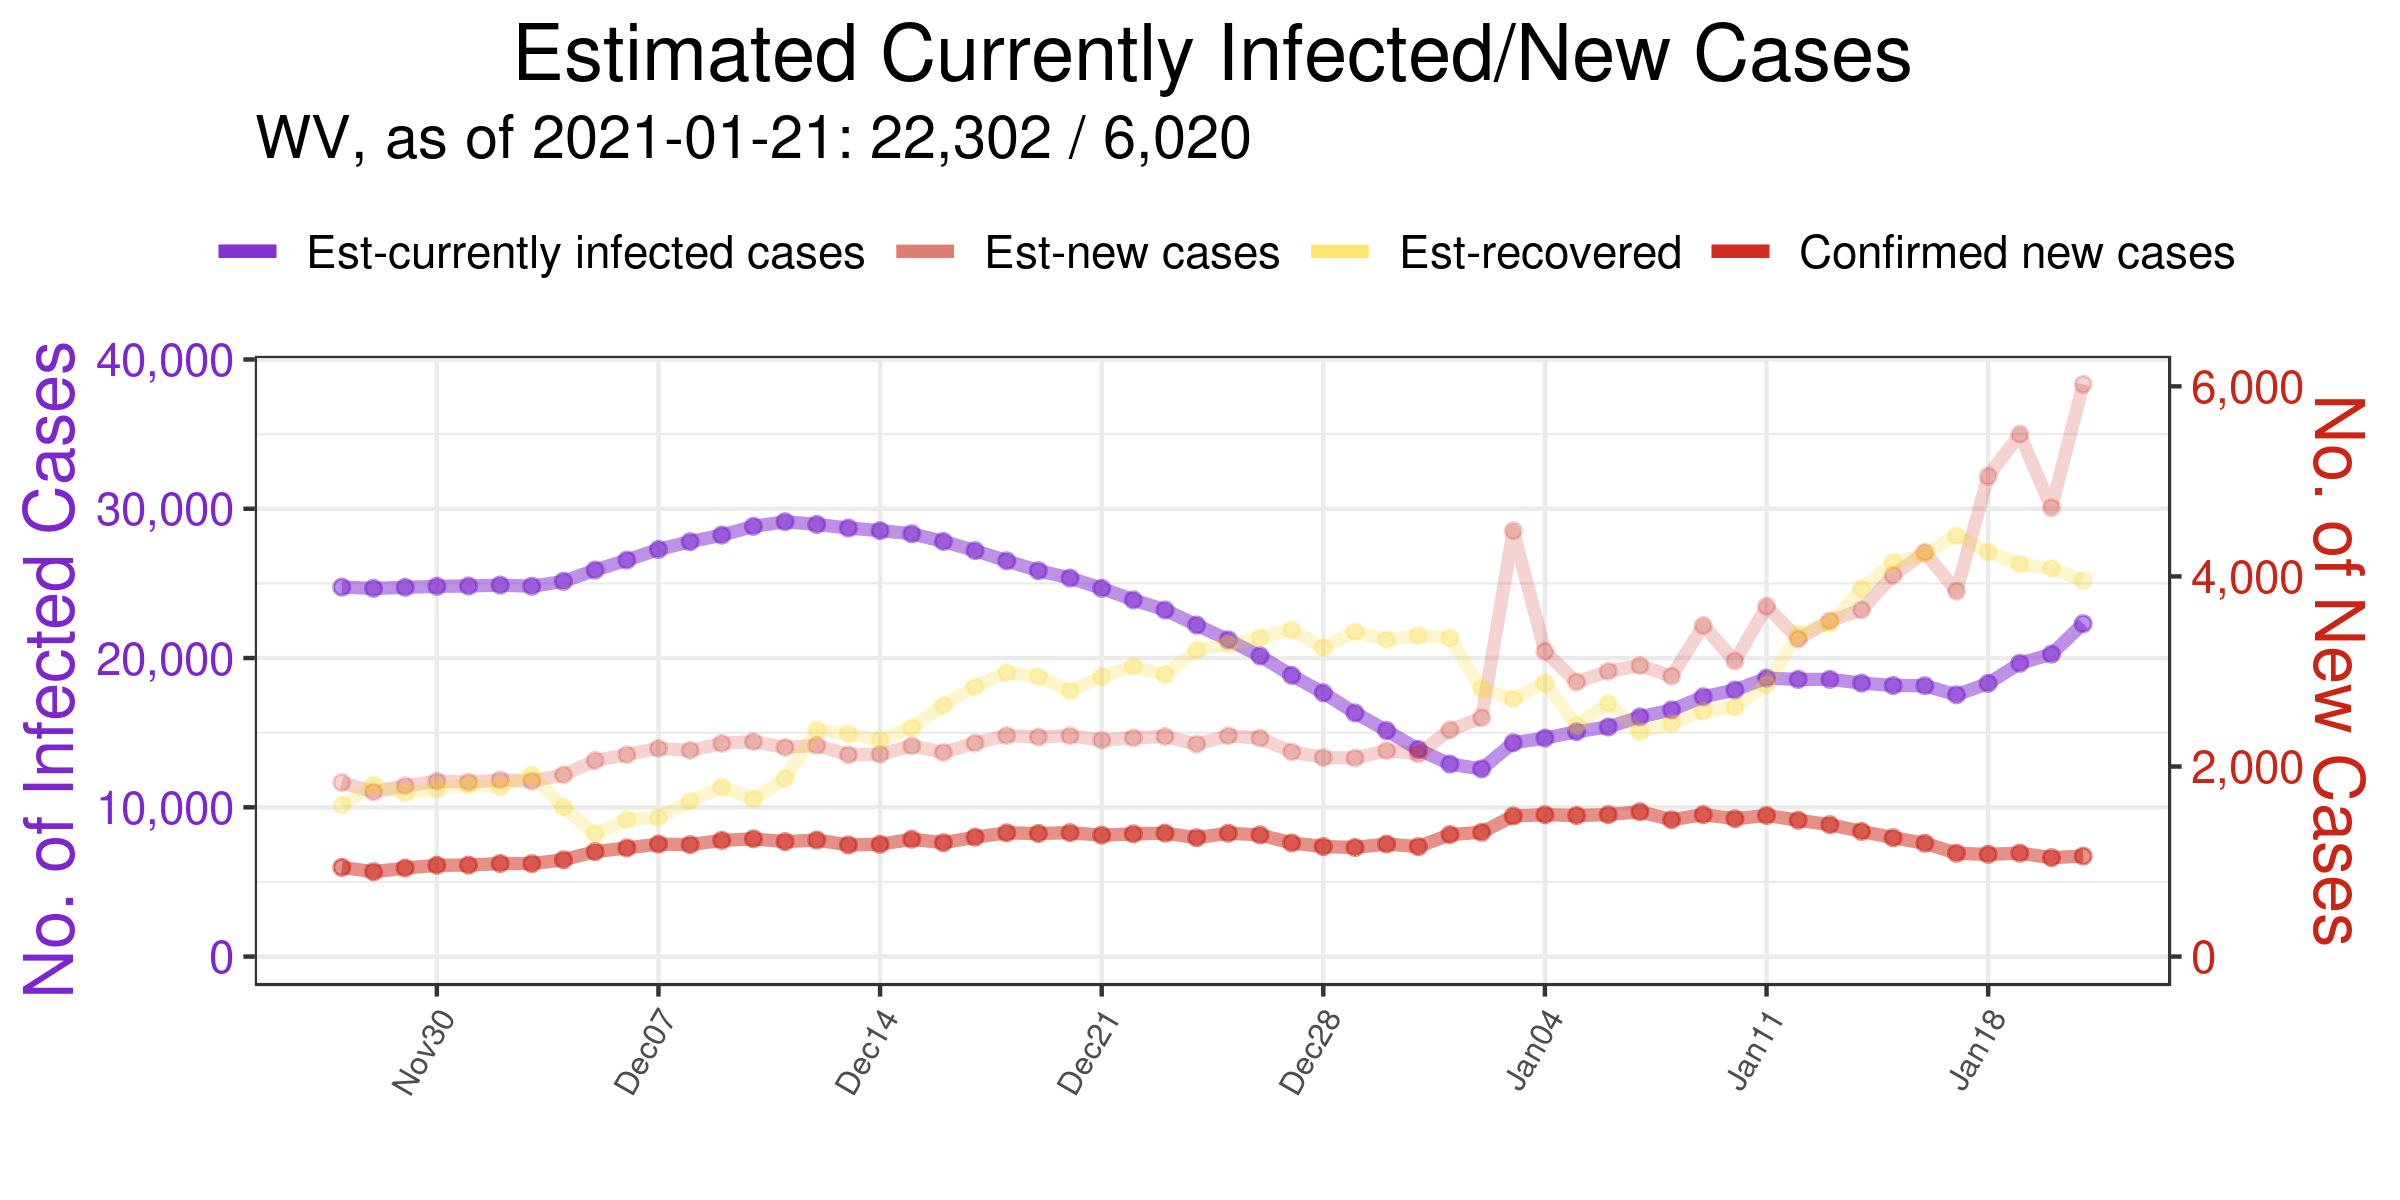 Estimated Currently Infected/New Cases
WV, as of 2021-01-21: 22,302 / 6,020
Est-currently infected cases Est-new cases Est-recovered Confirmed new cases
No. of Infected Cases
40,000
30,000
20,000
10,000
0
6,000
4,000
2,000
0
No. of New Cases
Nov30 Dec07 Dec14 Dec21 Dec28 Jan04 Jan11 Jan18